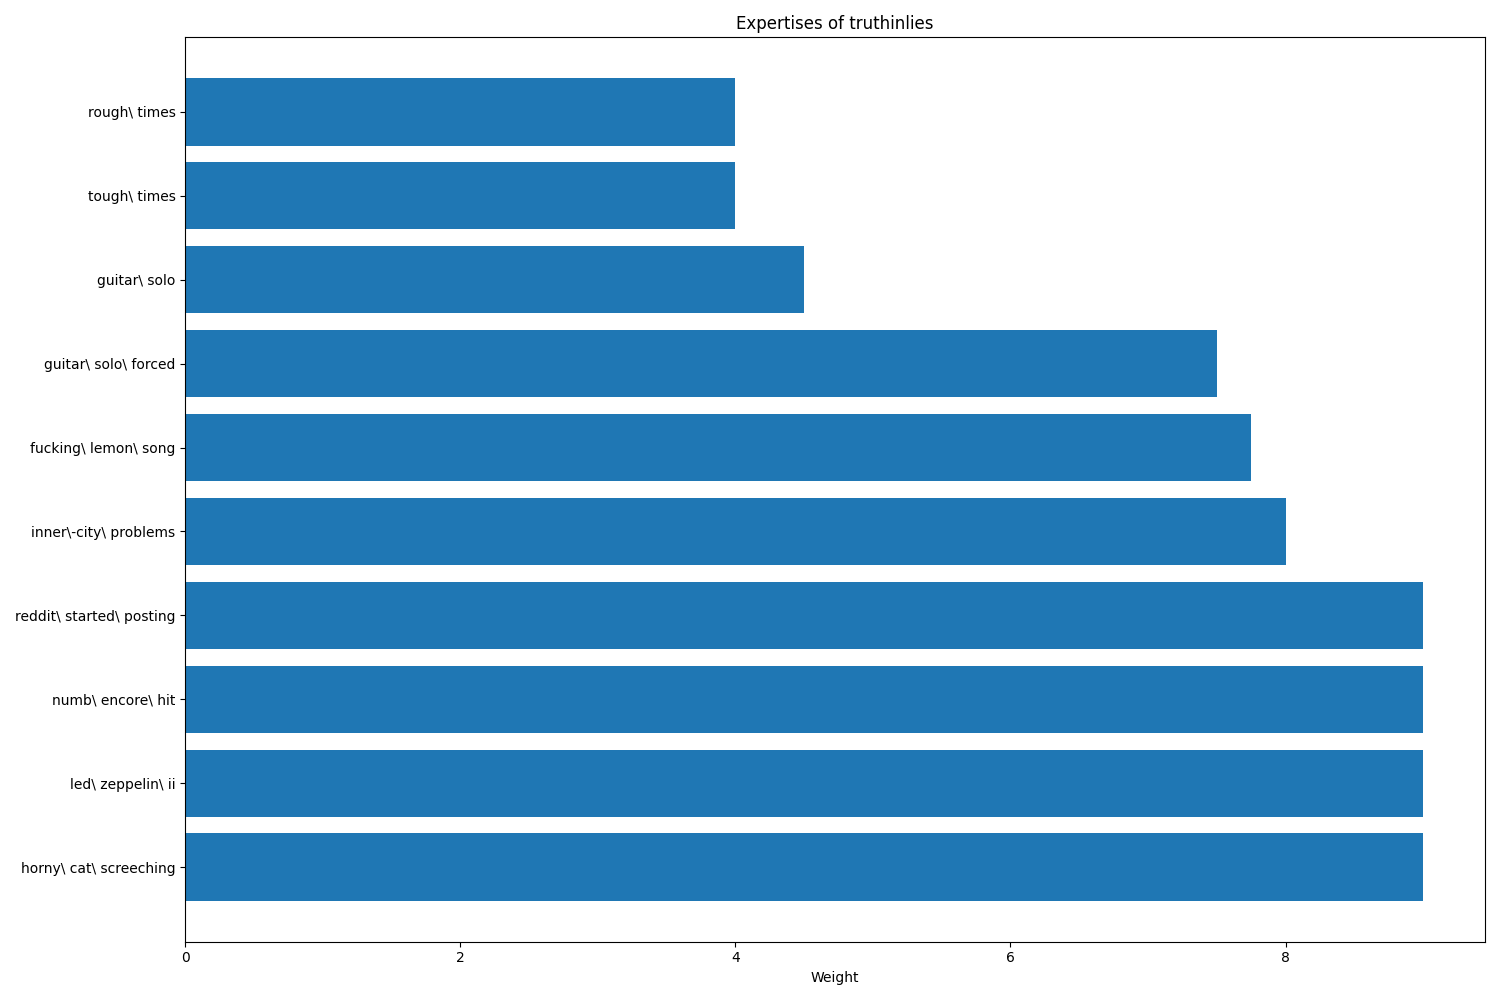 Expertises of truthinlies
rough\ times
tough\ times
guitar\ solo
guitar\ solo\ forced
fucking\ lemon\ song
inner\-city\ problems
reddit\ started\ posting
numb\ encore\ hit
led\ zeppelin\ ii
horny\ cat\ screeching
0 2 4 6 8
Weight